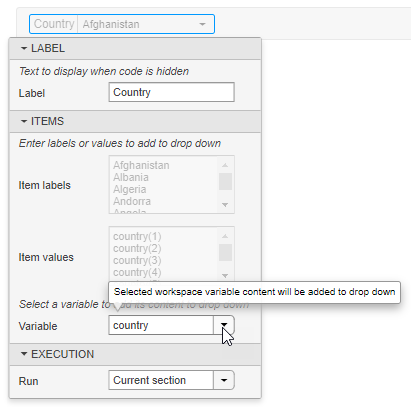 Country Afghanistan
LABEL
Text to display when code is hidden
Label Country
ITEMS
Enter labels or values to add to drop down
Item labels
Afghanistan
Albania
Algeria
Andorra
Angola
Item values
country(1)
country(2)
country(3)
country(4)
Selected workspace variable content will be added to drop down
Select a variable to add its content to drop down
Variable country
EXECUTION
Run Current section